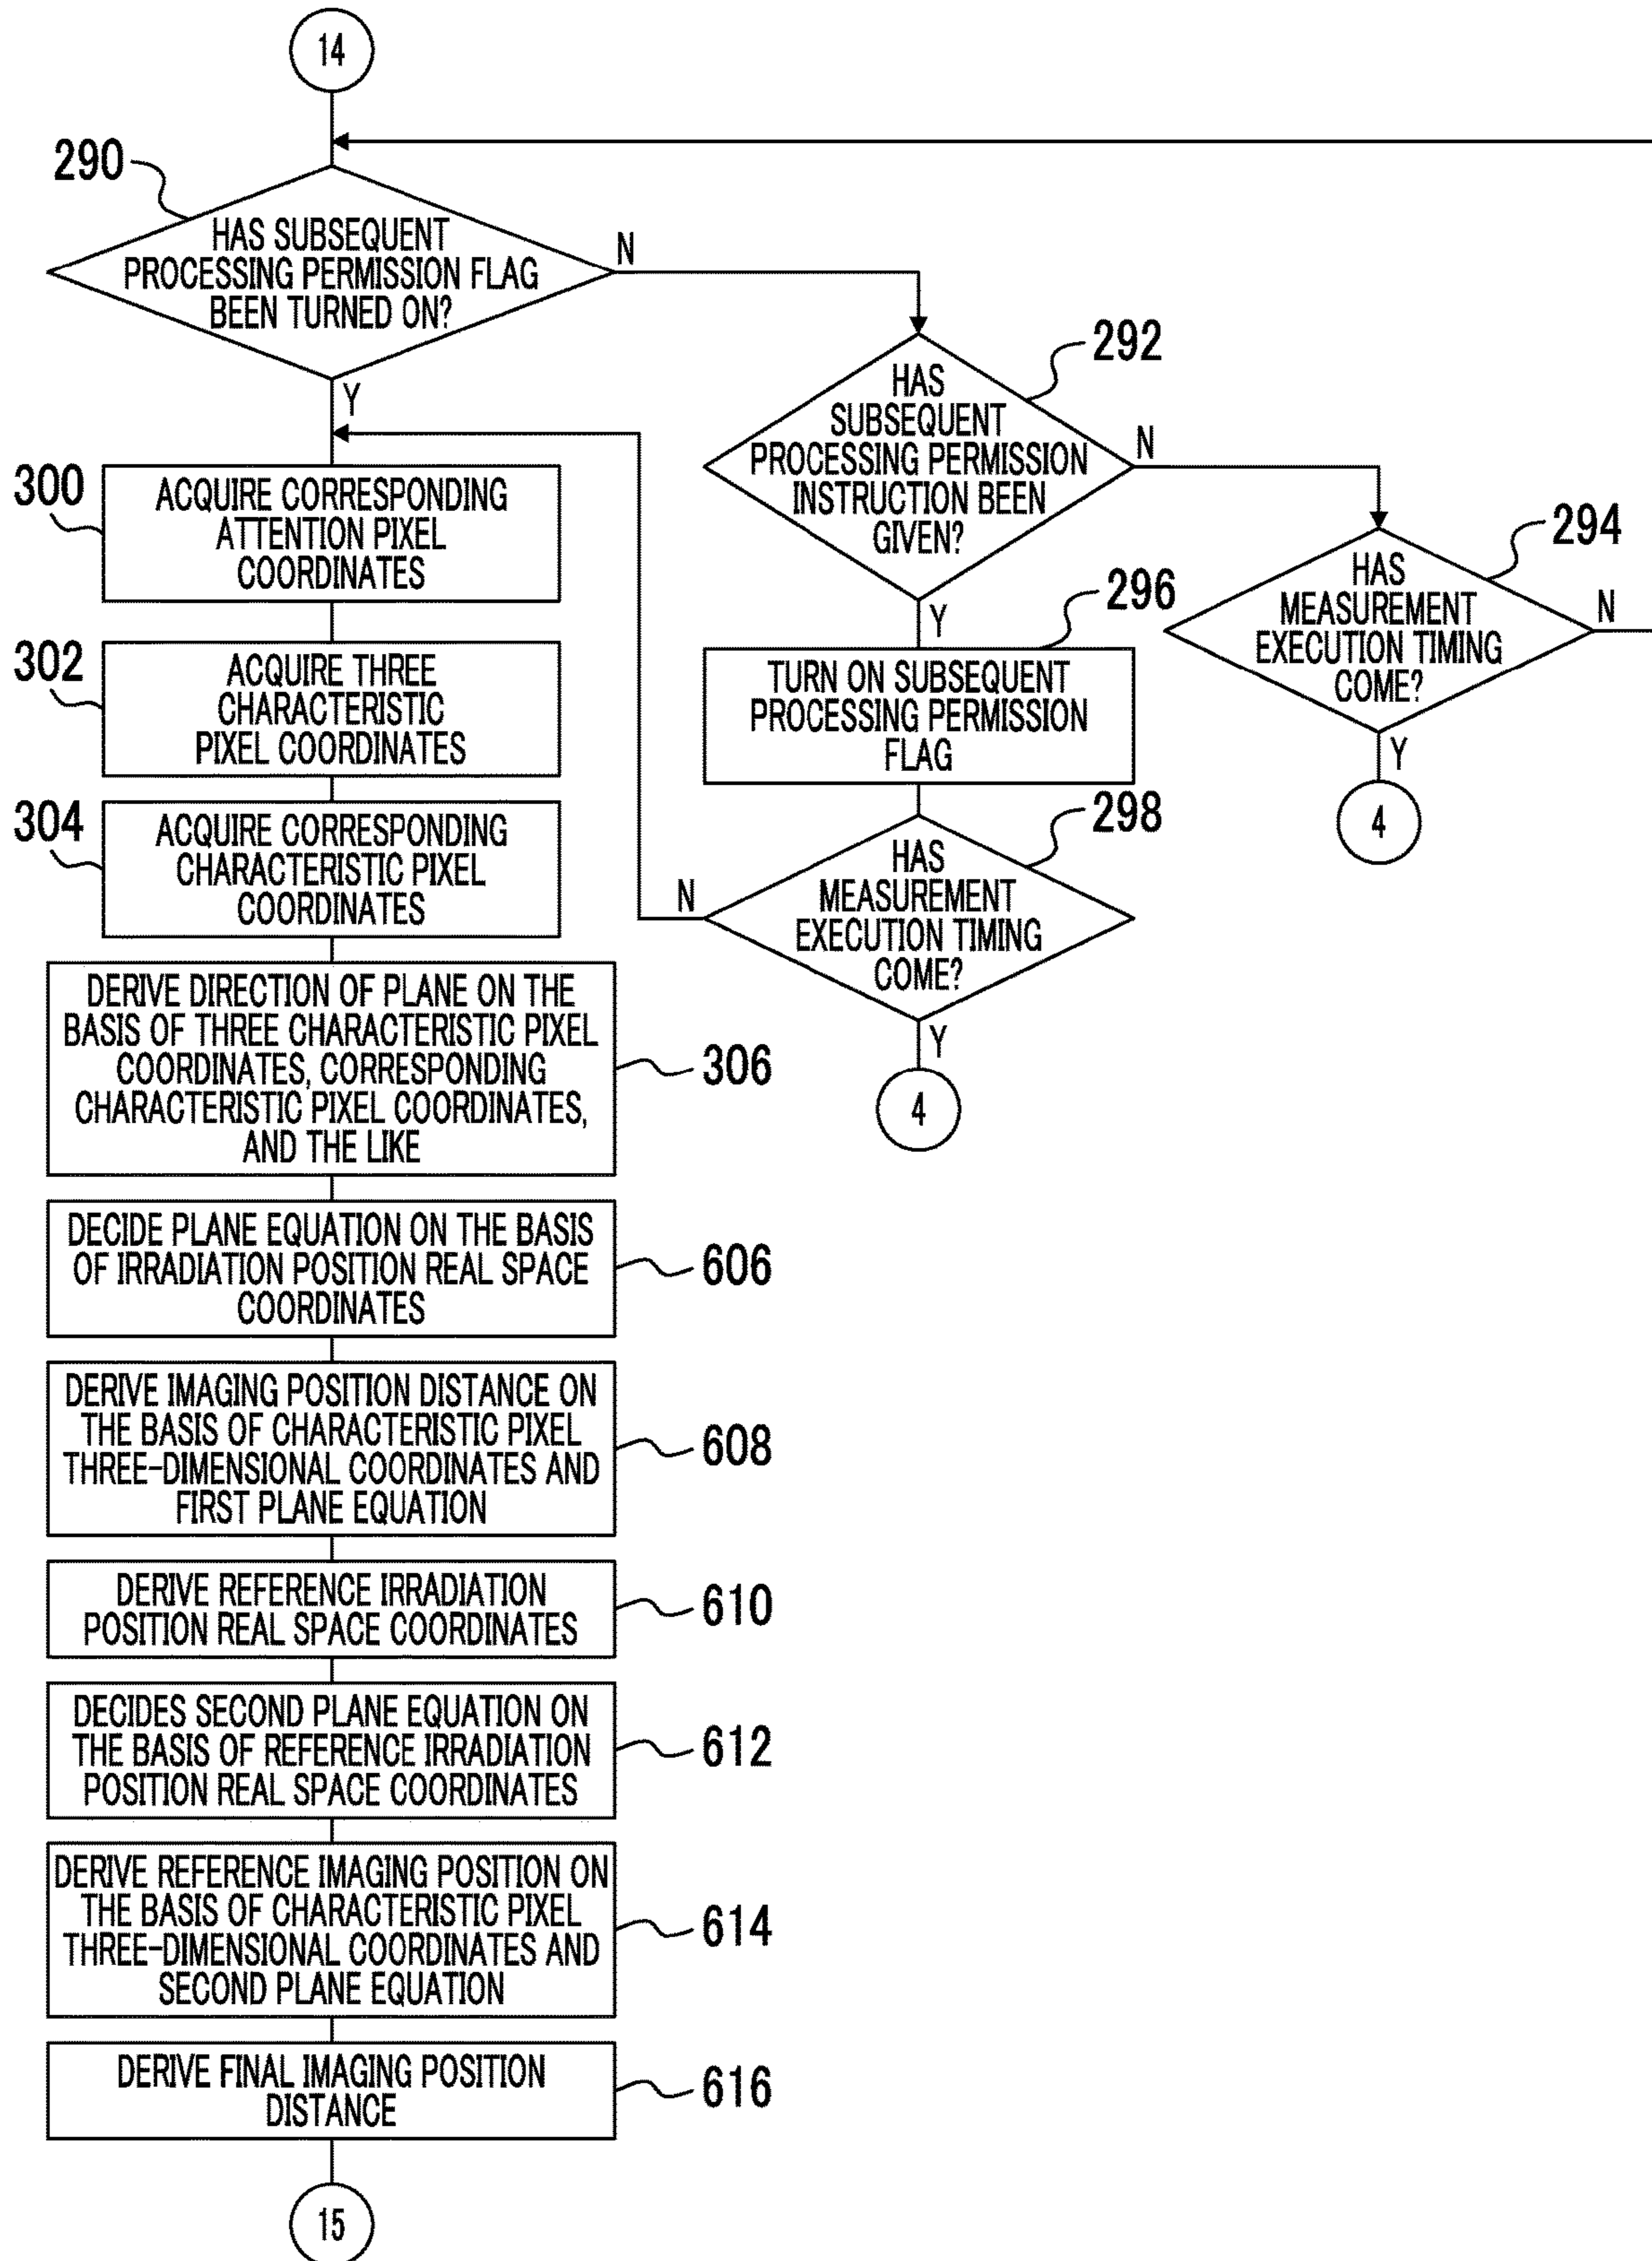 14
290
HAS SUBSEQUENT
PROCESSING PERMISSION FLAG
BEEN TURNED ON?
N
Y
292
HAS
SUBSEQUENT
PROCESSING PERMISSION
INSTRUCTION BEEN
GIVEN?
N
Y
294
HAS
MEASUREMENT
EXECUTION TIMING
COME?
N
Y
4
296
TURN ON SUBSEQUENT
PROCESSING PERMISSION
FLAG
298
HAS
MEASUREMENT
EXECUTION TIMING
COME?
N
Y
4
300
ACQUIRE CORRESPONDING
ATTENTION PIXEL
COORDINATES
302
ACQUIRE THREE
CHARACTERISTIC
PIXEL COORDINATES
304
ACQUIRE CORRESPONDING
CHARACTERISTIC PIXEL
COORDINATES
DERIVE DIRECTION OF PLANE ON THE
BASIS OF THREE CHARACTERISTIC PIXEL
COORDINATES, CORRESPONDING
CHARACTERISTIC PIXEL COORDINATES,
AND THE LIKE
306
DECIDE PLANE EQUATION ON THE BASIS
OF IRRADIATION POSITION REAL SPACE
COORDINATES
606
DERIVE IMAGING POSITION DISTANCE ON
THE BASIS OF CHARACTERISTIC PIXEL
THREE-DIMENSIONAL COORDINATES AND
FIRST PLANE EQUATION
608
DERIVE REFERENCE IRRADIATION
POSITION REAL SPACE COORDINATES
610
DECIDES SECOND PLANE EQUATION ON
THE BASIS OF REFERENCE IRRADIATION
POSITION REAL SPACE COORDINATES
612
DERIVE REFERENCE IMAGING POSITION ON
THE BASIS OF CHARACTERISTIC PIXEL
THREE-DIMENSIONAL COORDINATES AND
SECOND PLANE EQUATION
614
DERIVE FINAL IMAGING POSITION
DISTANCE
616
15